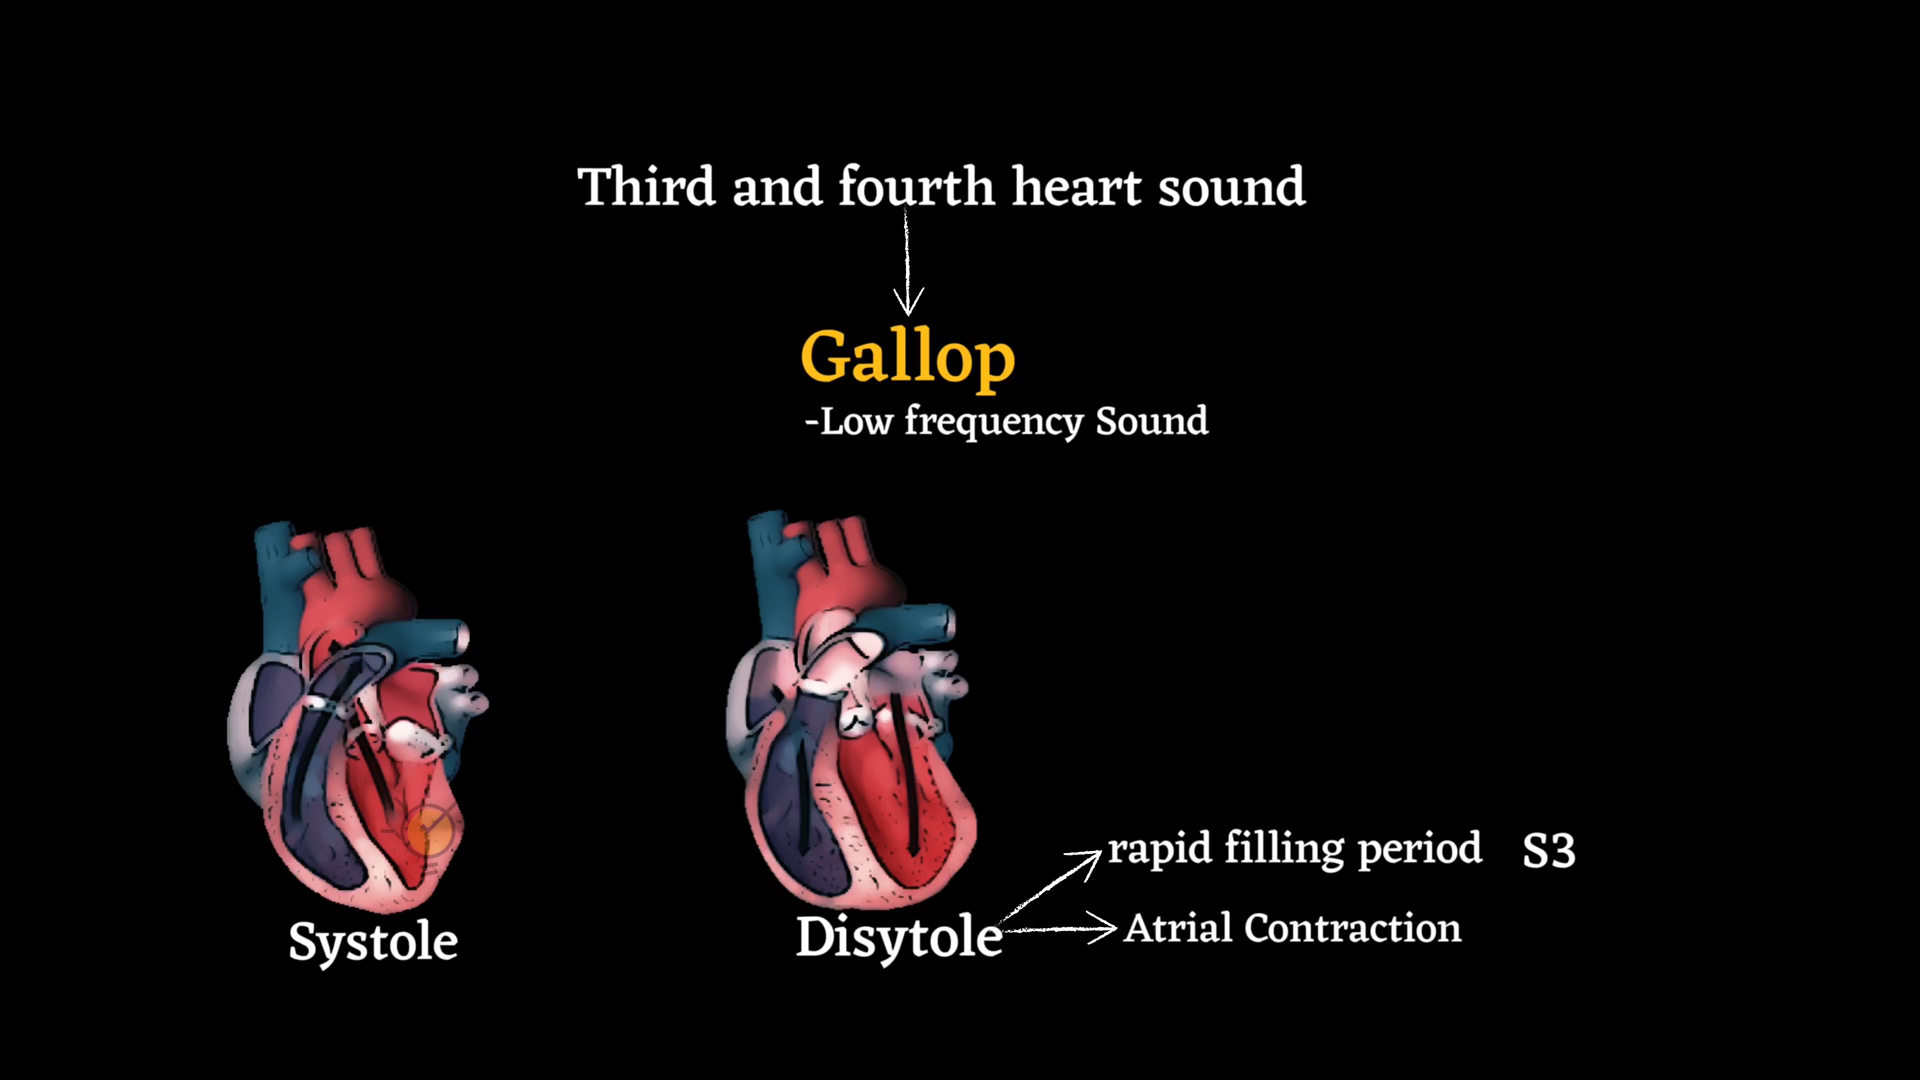 Third and fourth heart sound
Gallop
-Low frequency Sound
rapid filling period S3
Atrial Contraction
Systole
Disytole